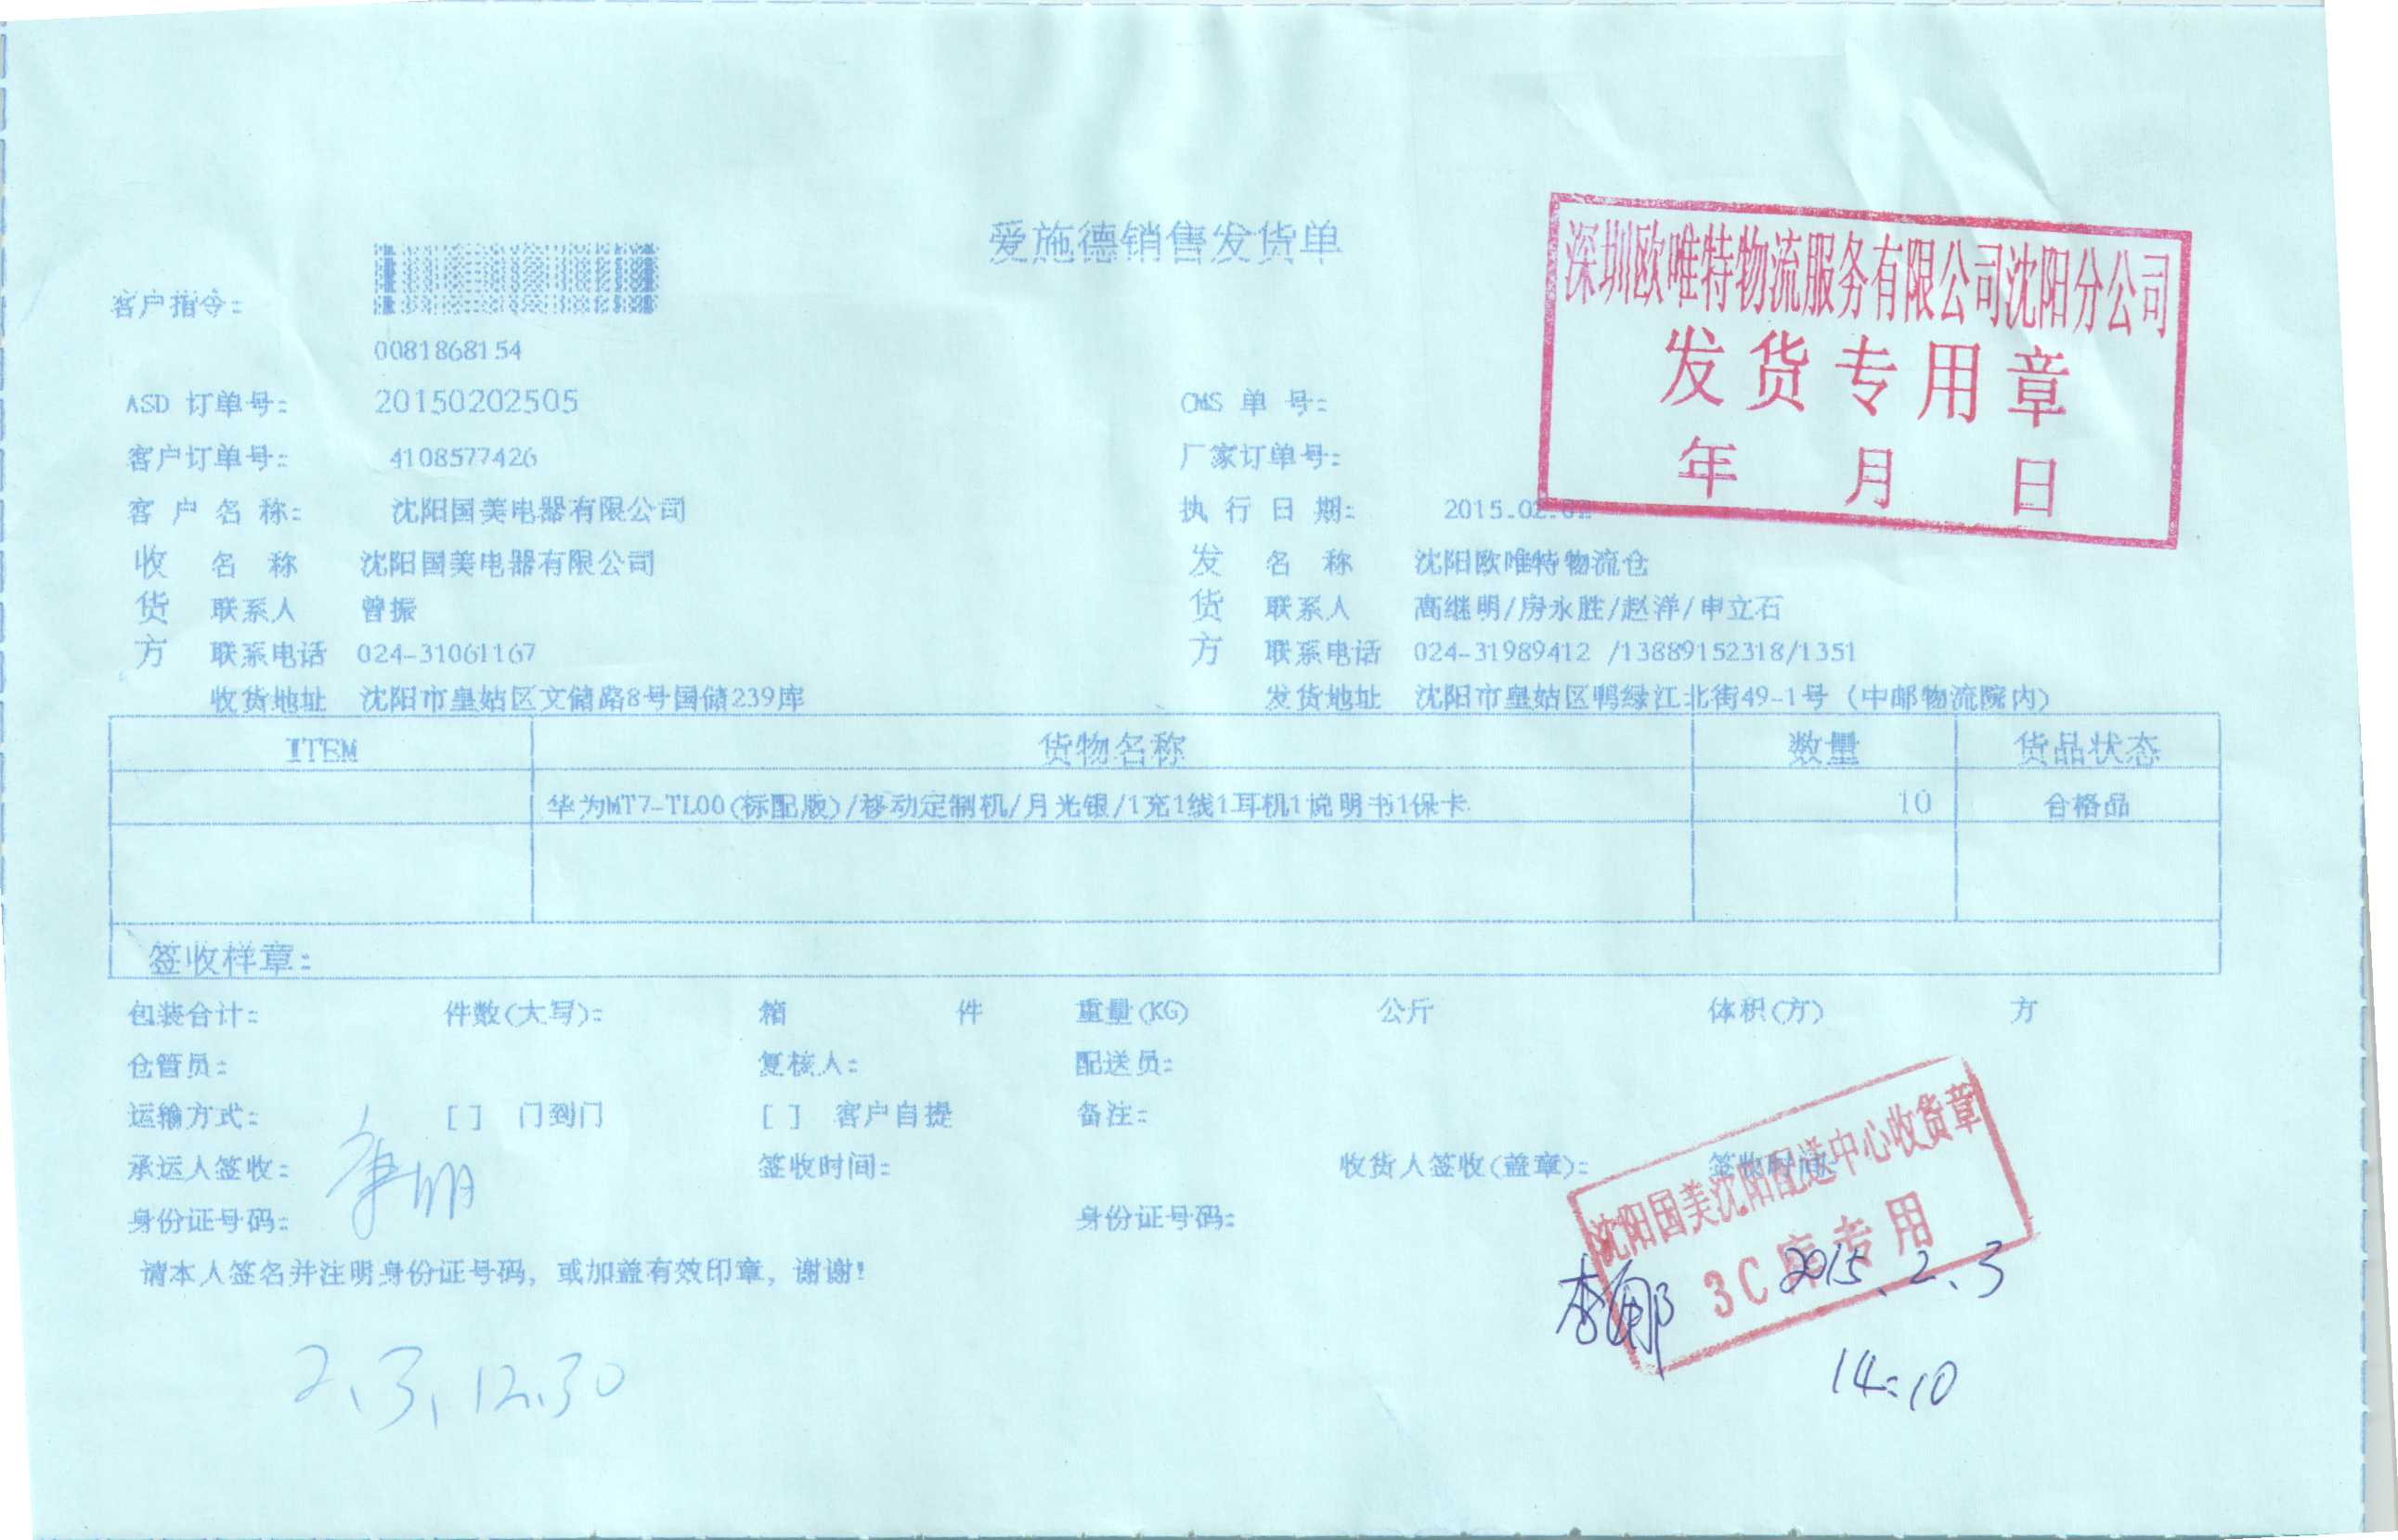 爱施德销售发货单
深圳欧唯特物流服务有限公司沈阳分公司
发货专用章
年 月 日
客户指令:
0081868154
ASD 订单号: 20150202505 CMS 单 号:
客户订单号: 4108577426 厂家订单号:
客 户 名 称: 沈阳国美电器有限公司 执 行 日 期: 2015.02.
收 名 称 沈阳国美电器有限公司 发 名 称 沈阳欧唯特物流仓
货 联系人 曾振 货 联系人 高继明/房永胜/赵洋/申立石
方 联系电话 024-31061167 方 联系电话 024-31989412 /13889152318/1351
收货地址 沈阳市皇姑区文储路8号国储239库 发货地址 沈阳市皇姑区鸭绿江北街49-1号 (中邮物流院内)
ITEM 货物名称 数量 货品状态
华为MT7-TL00(标配版)/移动定制机/月光银/1充1线1耳机1说明书1保卡 10 合格品
签收样章:
包装合计: 件数(大写): 箱 件 重量(KG) 公斤 体积(方) 方
仓管员: 复核人: 配送员:
运输方式: [ ] 门到门 [ ] 客户自提 备注:
承运人签收: 签收时间: 收货人签收(盖章): 签收时间:
身份证号码: 身份证号码:
沈阳国美沈阳配送中心收货章
3C库专用
请本人签名并注明身份证号码, 或加盖有效印章, 谢谢!
李娜 2015.2.3
14:10
2.3.12.30